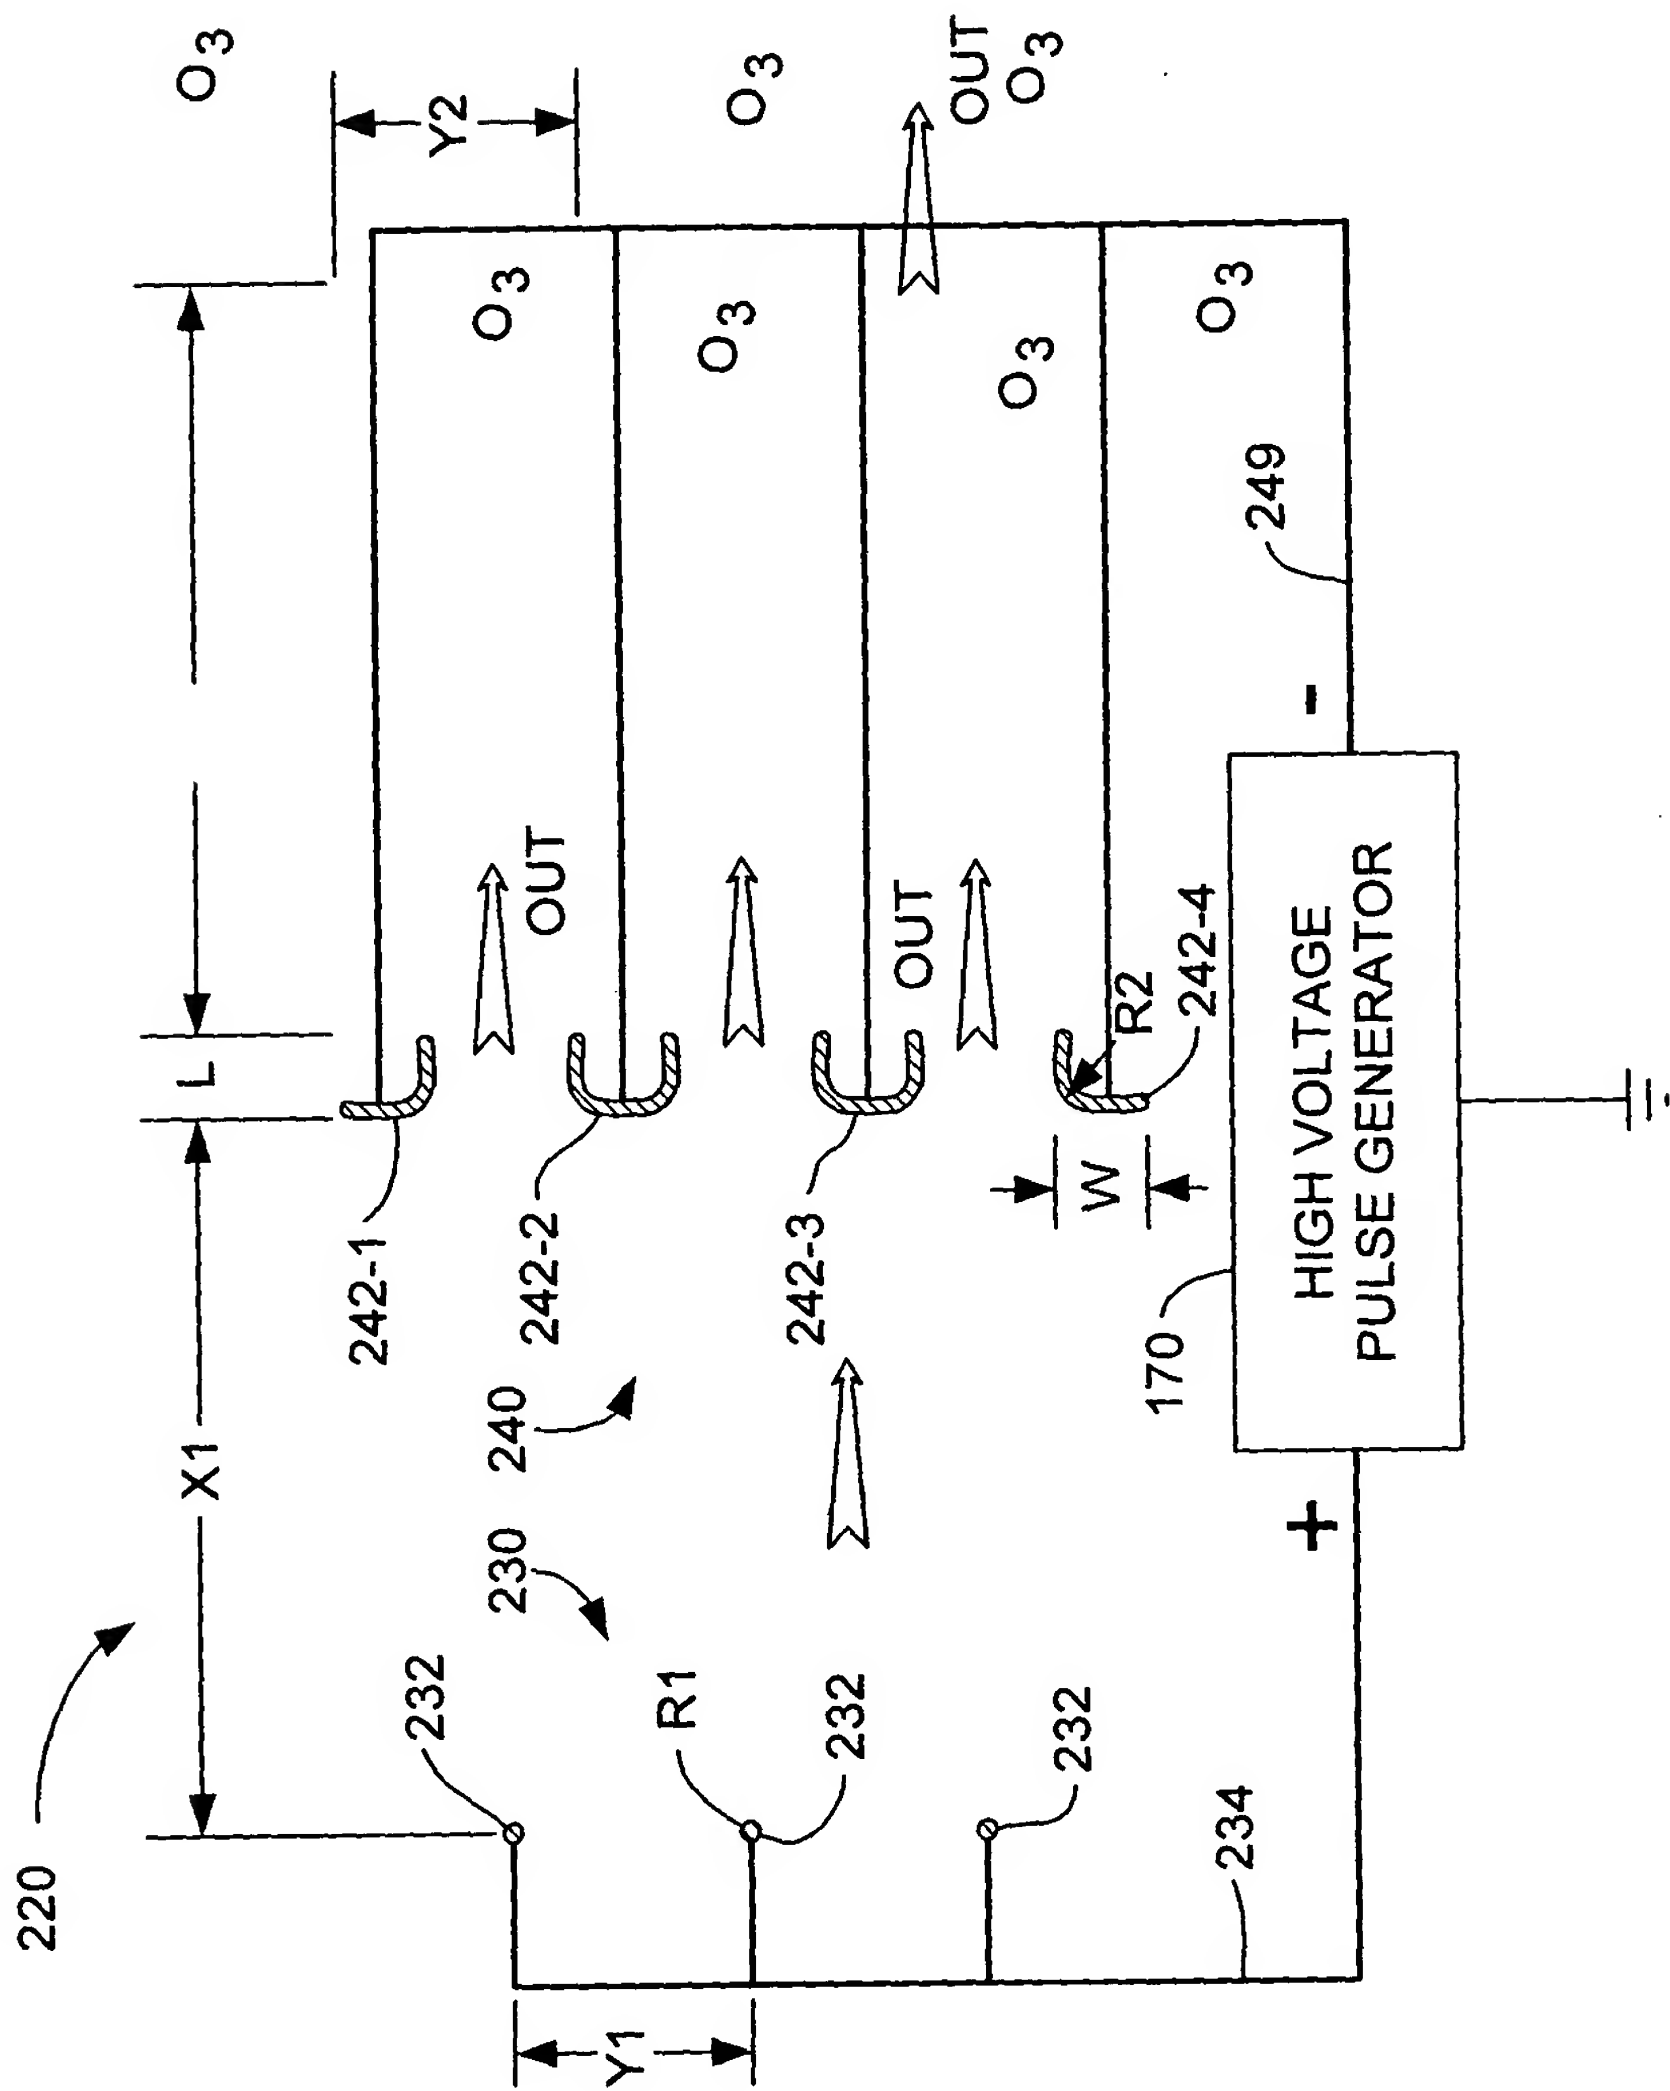 220
X1
L
O3
Y2
242-1
232
230
240
242-2
OUT
O3
R1
232
242-3
OUT
O3
O3
OUT
O3
O3
232
W
R2
242-4
O3
234
170
249
+
-
HIGH VOLTAGE
PULSE GENERATOR
Y1